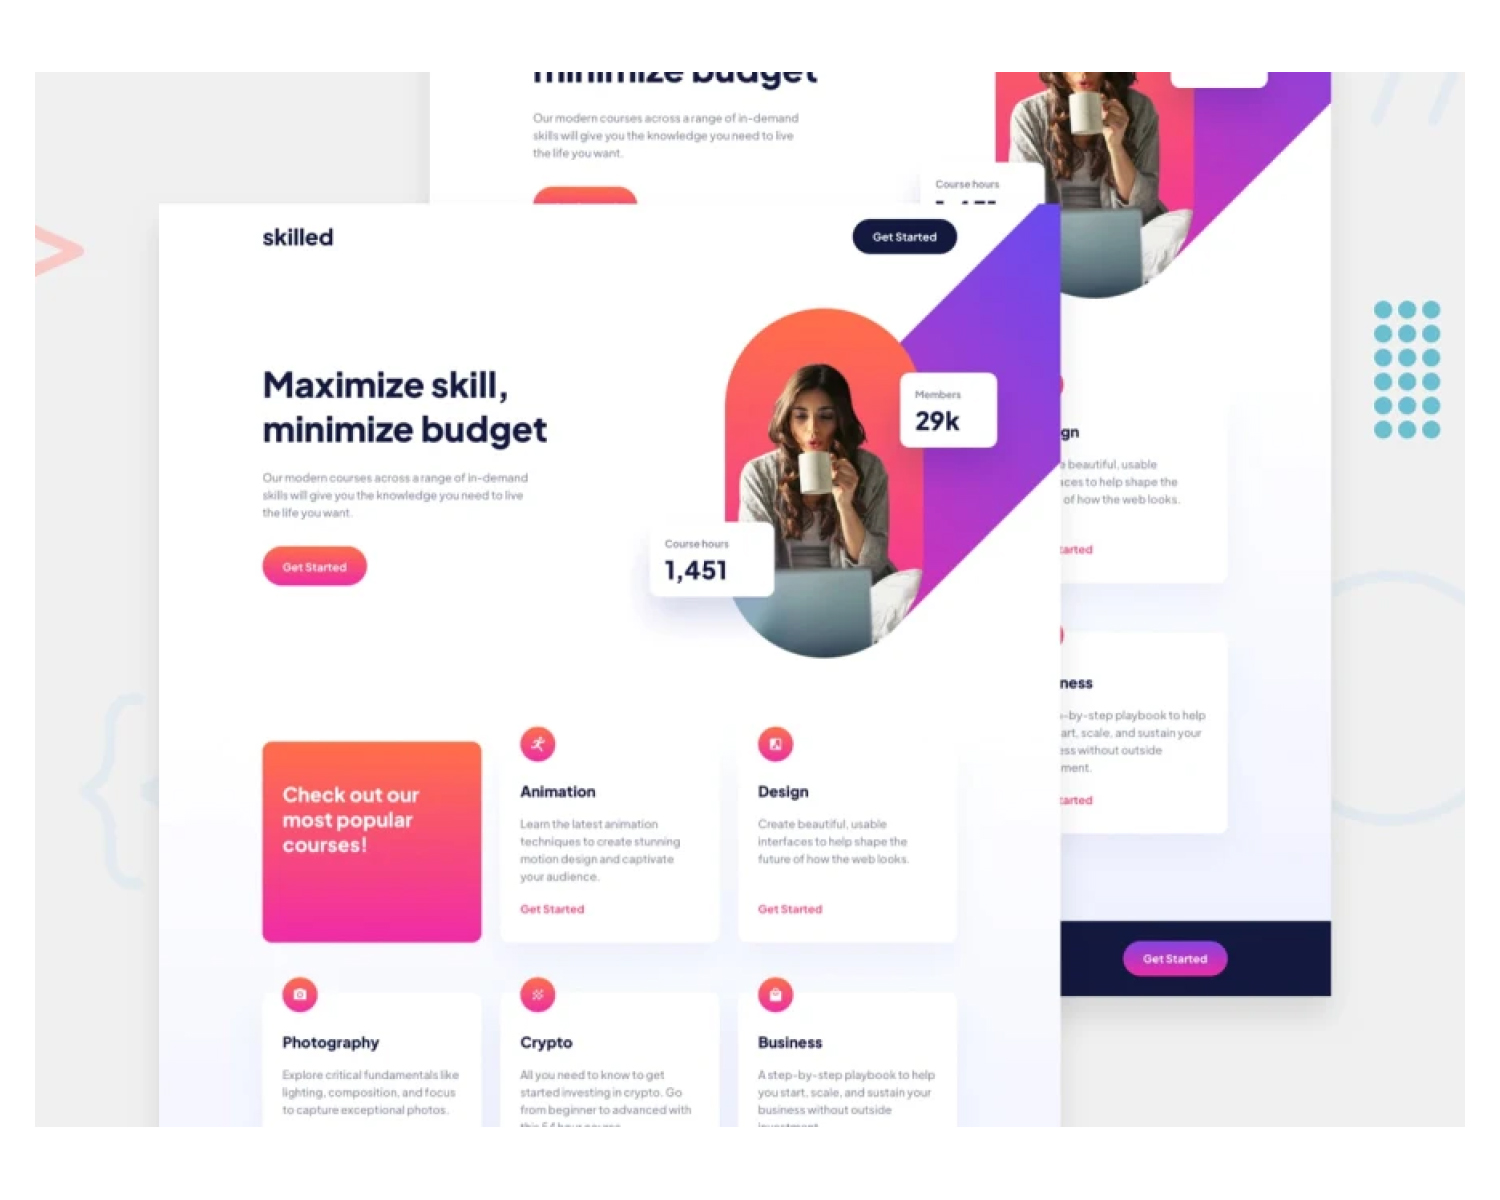 minimize budget
Our modern courses across a range of in-demand
skills will give you the knowledge you need to live
the life you want.
Course hours
skilled
Get Started
Maximize skill,
minimize budget
Our modern courses across a range of in-demand
skills will give you the knowledge you need to live
the life you want.
Get Started
Members
29k
Course hours
1,451
Check out our
most popular
courses!
Animation
Learn the latest animation
techniques to create stunning
motion design and captivate
your audience.
Get Started
Design
Create beautiful, usable
interfaces to help shape the
future of how the web looks.
Get Started
Photography
Explore critical fundamentals like
lighting, composition, and focus
to capture exceptional photos.
Crypto
All you need to know to get
started investing in crypto. Go
from beginner to advanced with
Business
A step-by-step playbook to help
you start, scale, and sustain your
business without outside
gn
beautiful, usable
ces to help shape the
of how the web looks.
tarted
ness
-by-step playbook to help
art, scale, and sustain your
ess without outside
ment.
tarted
Get Started